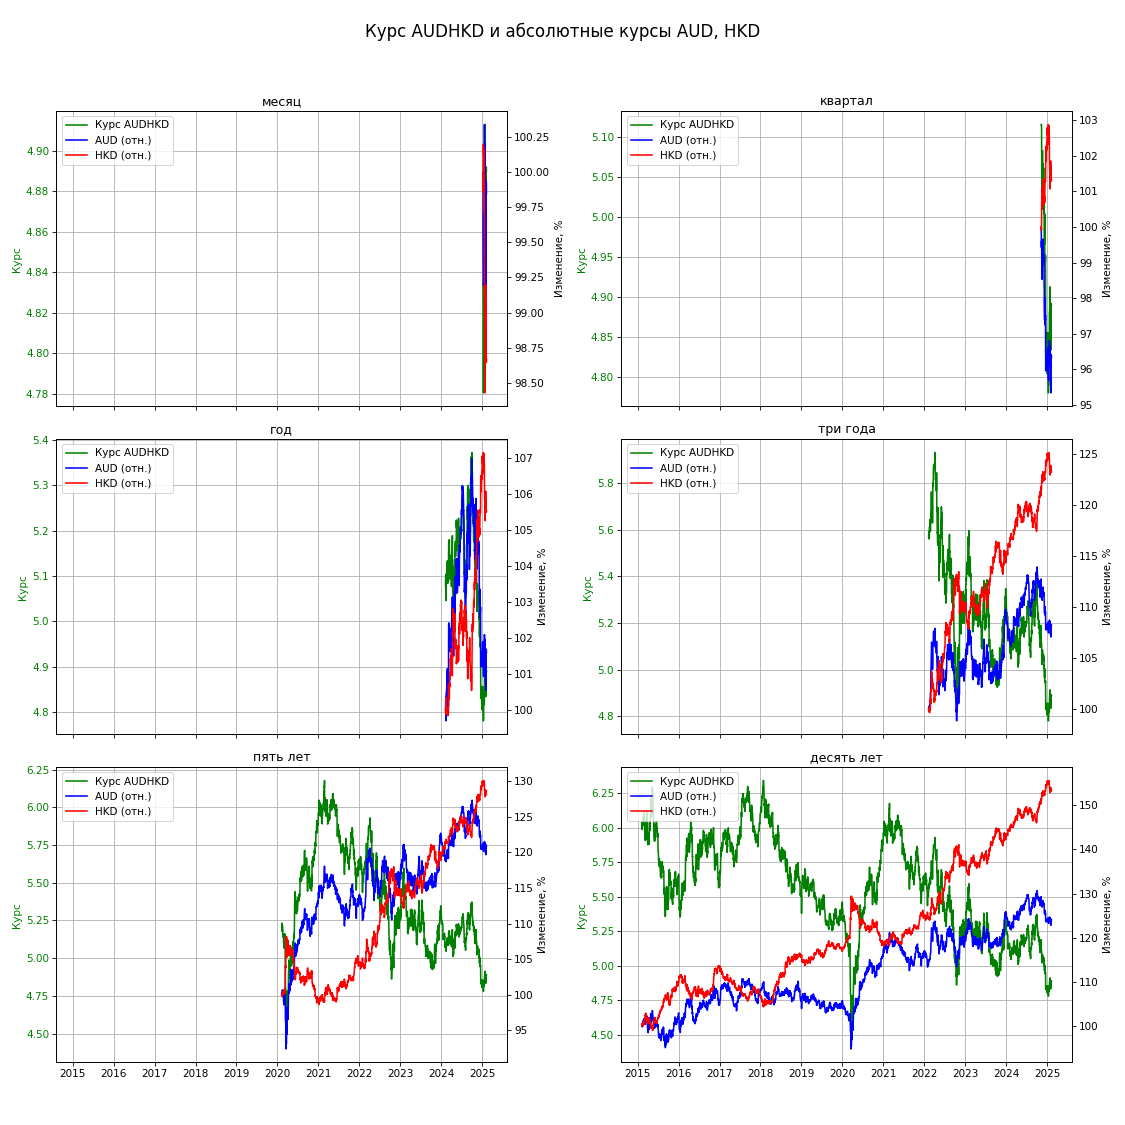 Курс AUDHKD и абсолютные курсы AUD, HKD
месяц
Курс AUDHKD
AUD (отн.)
HKD (отн.)
4.90
4.88
4.86
4.84
4.82
4.80
4.78
Курс
100.25
100.00
99.75
99.50
99.25
99.00
98.75
98.50
Изменение, %
квартал
Курс AUDHKD
AUD (отн.)
HKD (отн.)
5.10
5.05
5.00
4.95
4.90
4.85
4.80
Курс
103
102
101
100
99
98
97
96
95
Изменение, %
год
Курс AUDHKD
AUD (отн.)
HKD (отн.)
5.4
5.3
5.2
5.1
5.0
4.9
4.8
Курс
107
106
105
104
103
102
101
100
Изменение, %
три года
Курс AUDHKD
AUD (отн.)
HKD (отн.)
5.8
5.6
5.4
5.2
5.0
4.8
Курс
125
120
115
110
105
100
Изменение, %
пять лет
Курс AUDHKD
AUD (отн.)
HKD (отн.)
6.25
6.00
5.75
5.50
5.25
5.00
4.75
4.50
Курс
130
125
120
115
110
105
100
95
Изменение, %
2015 2016 2017 2018 2019 2020 2021 2022 2023 2024 2025
десять лет
Курс AUDHKD
AUD (отн.)
HKD (отн.)
6.25
6.00
5.75
5.50
5.25
5.00
4.75
4.50
Курс
150
140
130
120
110
100
Изменение, %
2015 2016 2017 2018 2019 2020 2021 2022 2023 2024 2025